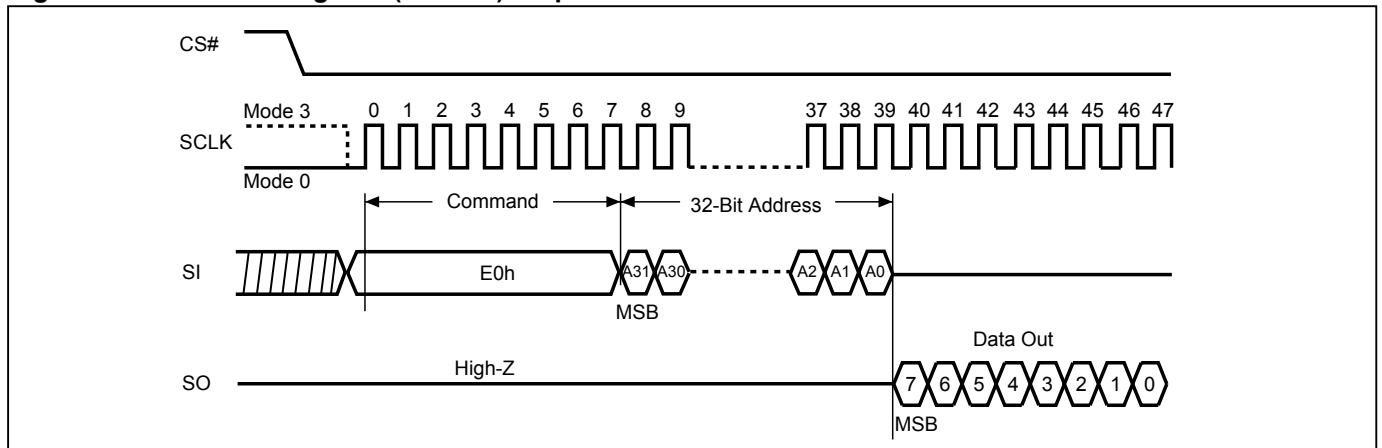 CS#
Mode 3
0 1 2 3 4 5 6 7 8 9 37 38 39 40 41 42 43 44 45 46 47
SCLK
Mode 0
Command
32-Bit Address
SI
E0h
A31 A30 A2 A1 A0
MSB
Data Out
High-Z
SO
7 6 5 4 3 2 1 0
MSB